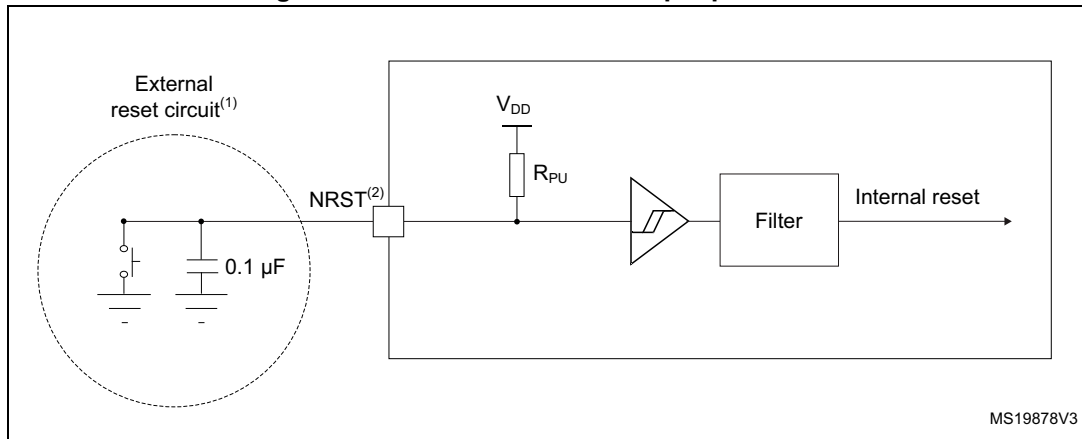 External
reset circuit(1)
VDD
RPU
NRST(2)
Internal reset
Filter
0.1 µF
MS19878V3